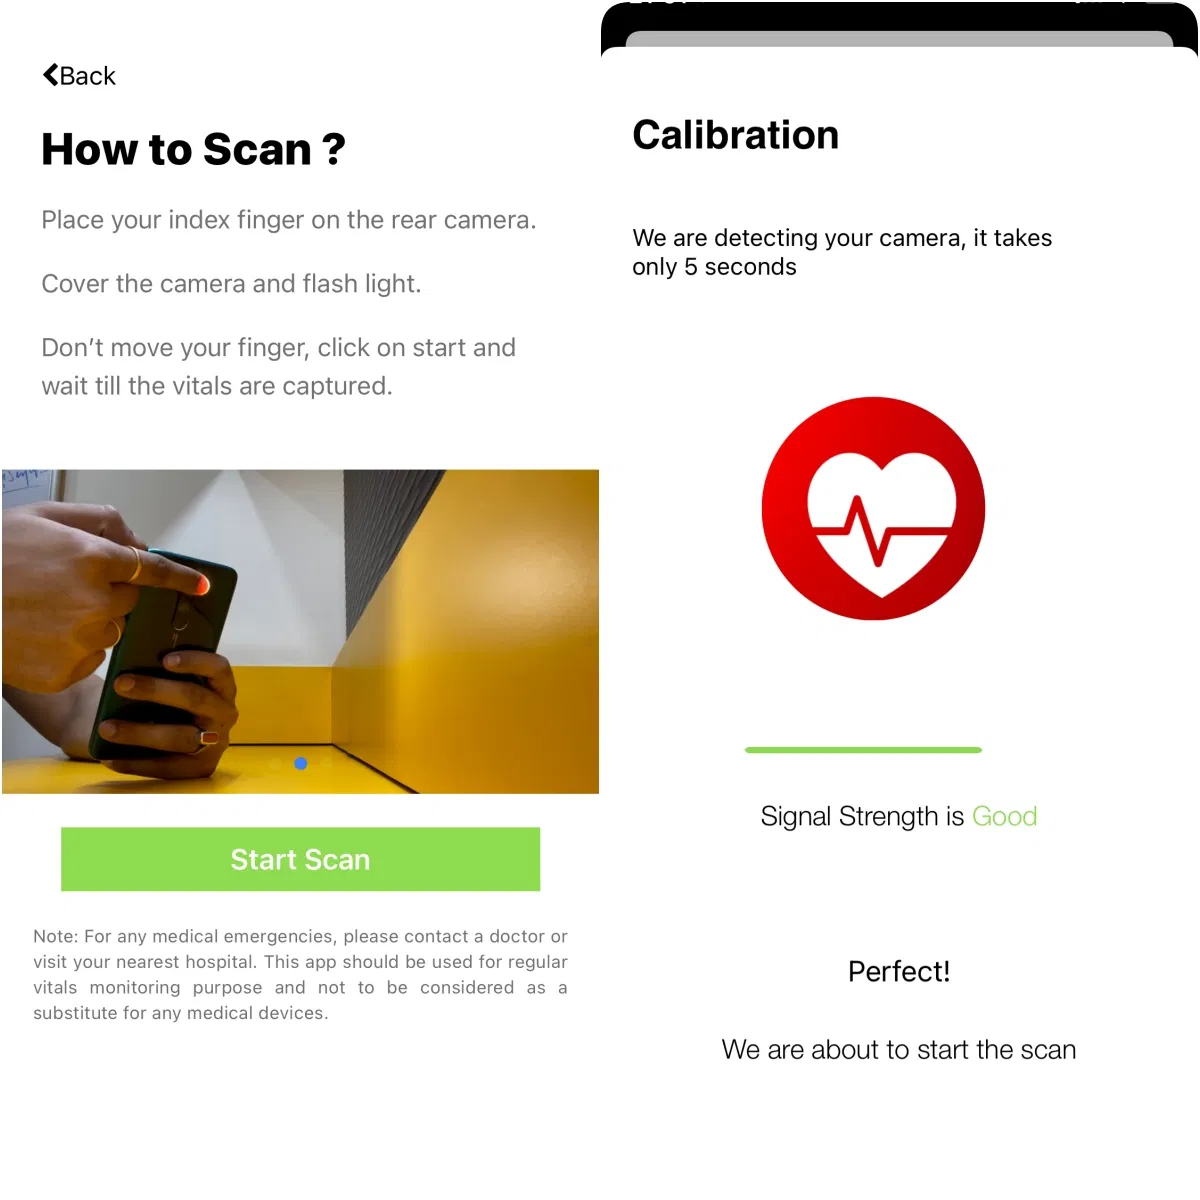 Back
How to Scan ?
Place your index finger on the rear camera.
Cover the camera and flash light.
Don’t move your finger, click on start and
wait till the vitals are captured.
Start Scan
Note: For any medical emergencies, please contact a doctor or
visit your nearest hospital. This app should be used for regular
vitals monitoring purpose and not to be considered as a
substitute for any medical devices.
Calibration
We are detecting your camera, it takes
only 5 seconds
Signal Strength is Good
Perfect!
We are about to start the scan